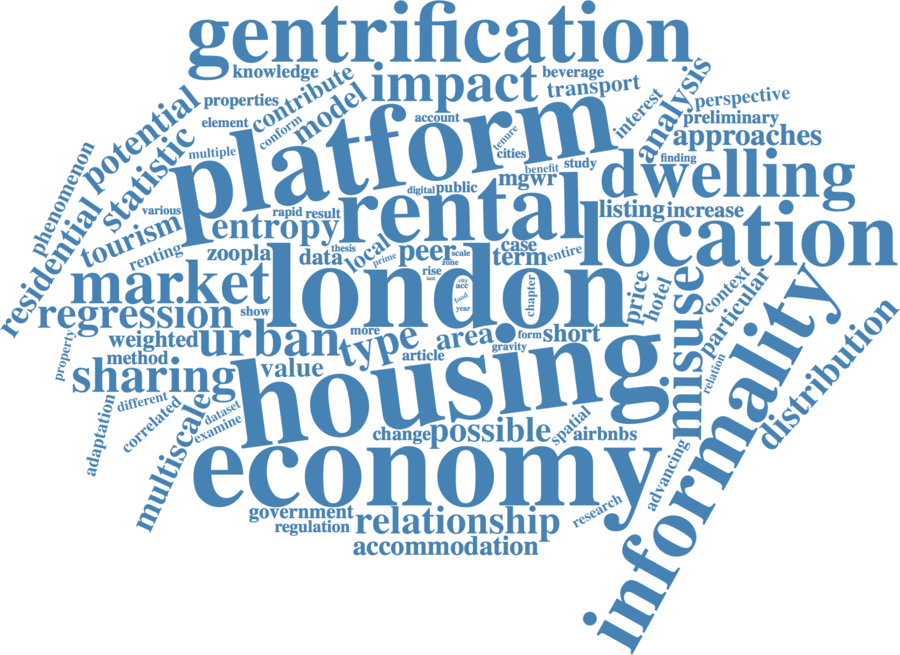 gentrification
knowledge
impact
beverage
transport
analysis
properties
contribute
model
potential
element
conform
account
interest
perspective
preliminary
approaches
statistic
multiple
platform
tenure
cities
study
finding
benefit
mgwr
dwelling
phenomenon
residential
various
digital
public
rental
listing
increase
location
tourism
rapid
result
entropy
renting
zoopla
data
thesis
local
prime
peer
scale
zone
case
term
entire
market
london
rise
last
city
acc
food
year
chapter
price
hotel
misuse
context
particular
regression
show
weighted
urban
more
type
area
form
short
gravity
article
property
method
sharing
value
housing
relation
informality
distribution
different
correlated
dataset
examine
adaptation
multiscale
change
possible
spatial
airbnbs
economy
advancing
government
regulation
relationship
research
accommodation